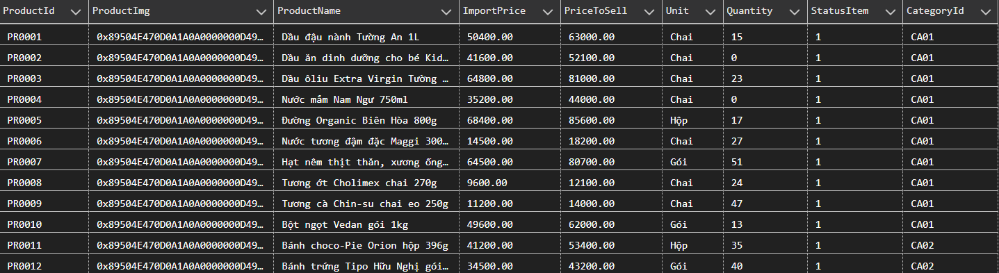 ProductId ProductImg ProductName ImportPrice PriceToSell Unit Quantity StatusItem CategoryId
PR0001 0x89504E470D0A1A0A0000000D49… Dầu đậu nành Tường An 1L 50400.00 63000.00 Chai 15 1 CA01
PR0002 0x89504E470D0A1A0A0000000D49… Dầu ăn dinh dưỡng cho bé Kid… 41600.00 52100.00 Chai 0 1 CA01
PR0003 0x89504E470D0A1A0A0000000D49… Dầu ôliu Extra Virgin Tường … 64800.00 81000.00 Chai 23 1 CA01
PR0004 0x89504E470D0A1A0A0000000D49… Nước mắm Nam Ngư 750ml 35200.00 44000.00 Chai 0 1 CA01
PR0005 0x89504E470D0A1A0A0000000D49… Đường Organic Biên Hòa 800g 68400.00 85600.00 Hộp 17 1 CA01
PR0006 0x89504E470D0A1A0A0000000D49… Nước tương đậm đặc Maggi 300… 14500.00 18200.00 Chai 27 1 CA01
PR0007 0x89504E470D0A1A0A0000000D49… Hạt nêm thịt thăn, xương ống… 64500.00 80700.00 Gói 51 1 CA01
PR0008 0x89504E470D0A1A0A0000000D49… Tương ớt Cholimex chai 270g 9600.00 12100.00 Chai 24 1 CA01
PR0009 0x89504E470D0A1A0A0000000D49… Tương cà Chin-su chai eo 250g 11200.00 14000.00 Chai 47 1 CA01
PR0010 0x89504E470D0A1A0A0000000D49… Bột ngọt Vedan gói 1kg 49600.00 62000.00 Gói 13 1 CA01
PR0011 0x89504E470D0A1A0A0000000D49… Bánh choco-Pie Orion hộp 396g 41200.00 53400.00 Hộp 35 1 CA02
PR0012 0x89504E470D0A1A0A0000000D49… Bánh trứng Tipo Hữu Nghị gói… 34500.00 43200.00 Gói 40 1 CA02